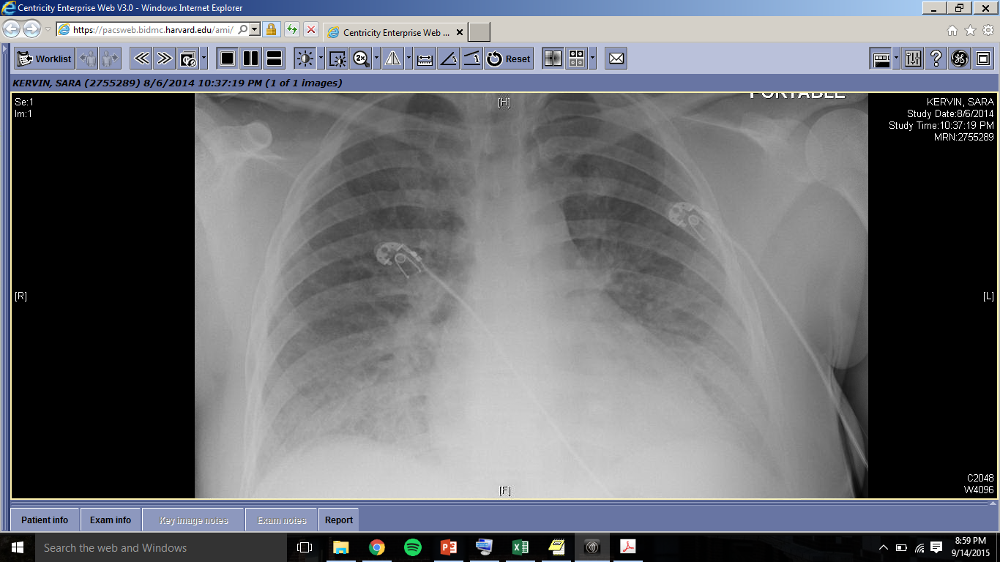 Centricity Enterprise Web V3.0 - Windows Internet Explorer
https://pacsweb.bidmc.harvard.edu/ami/
Centricity Enterprise Web ...
Worklist
2x
Reset
KERVIN, SARA (2755289) 8/6/2014 10:37:19 PM (1 of 1 images)
Se:1
Im:1
[H]
PORTABLE
KERVIN, SARA
Study Date:8/6/2014
Study Time:10:37:19 PM
MRN:2755289
[R]
[L]
[F]
C2048
W4096
Patient info
Exam info
Key image notes
Exam notes
Report
Search the web and Windows
8:59 PM
9/14/2015